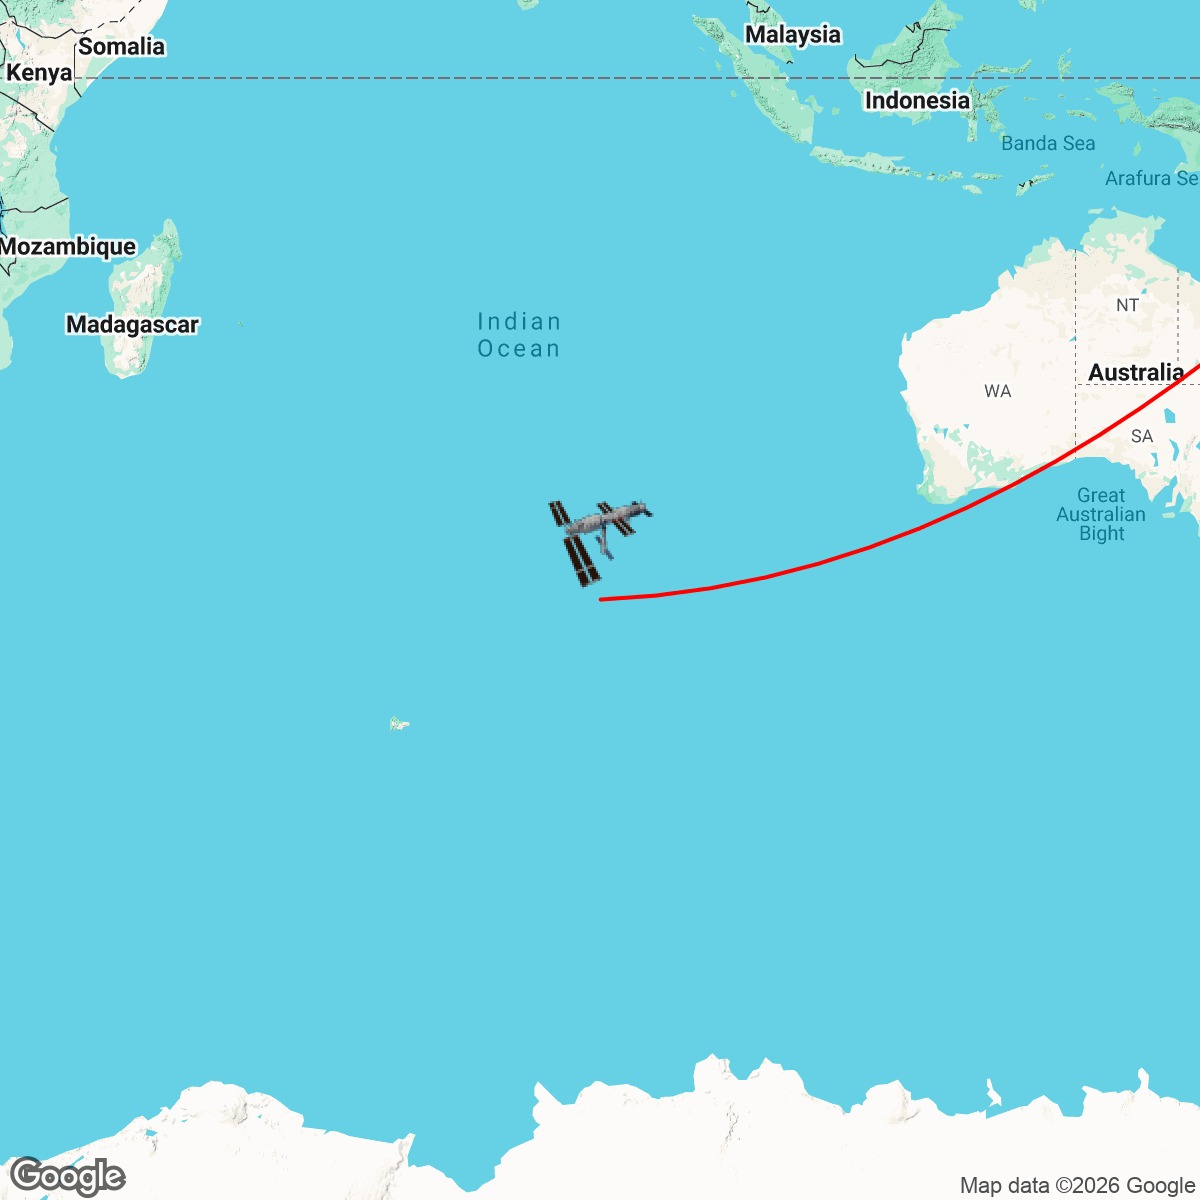 Somalia
Malaysia
Kenya
Indonesia
Banda Sea
Arafura Se
Mozambique
NT
Madagascar
Indian
Ocean
Australia
WA
SA
Great
Australian
Bight
Google
Map data ©2026 Google